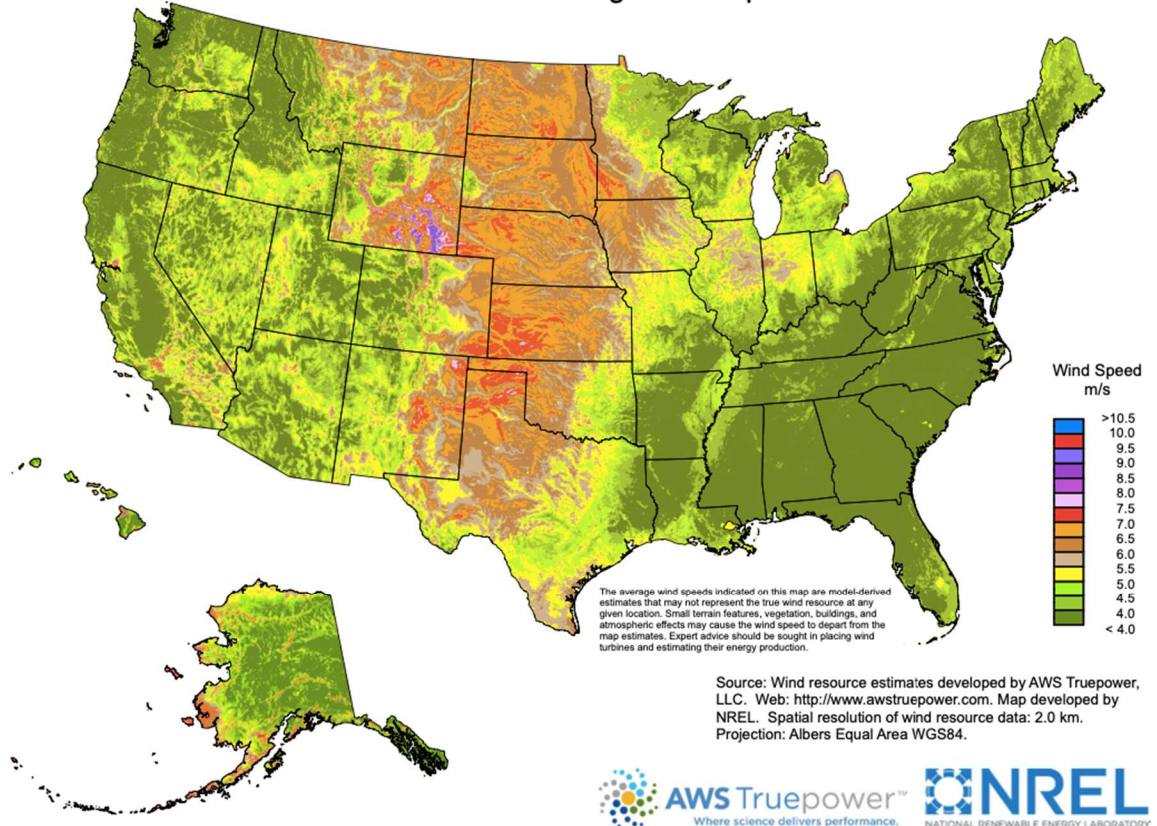 Wind Speed
m/s
>10.5
10.0
9.5
9.0
8.5
8.0
7.5
7.0
6.5
6.0
5.5
5.0
4.5
4.0
< 4.0
The average wind speeds indicated on this map are model-derived
estimates that may not represent the true wind resource at any
given location. Small terrain features, vegetation, buildings, and
atmospheric effects may cause the wind speed to depart from the
map estimates. Expert advice should be sought in placing wind
turbines and estimating their energy production.
Source: Wind resource estimates developed by AWS Truepower,
LLC. Web: http://www.awstruepower.com. Map developed by
NREL. Spatial resolution of wind resource data: 2.0 km.
Projection: Albers Equal Area WGS84.
AWS Truepower™
Where science delivers performance.
NREL
NATIONAL RENEWABLE ENERGY LABORATORY